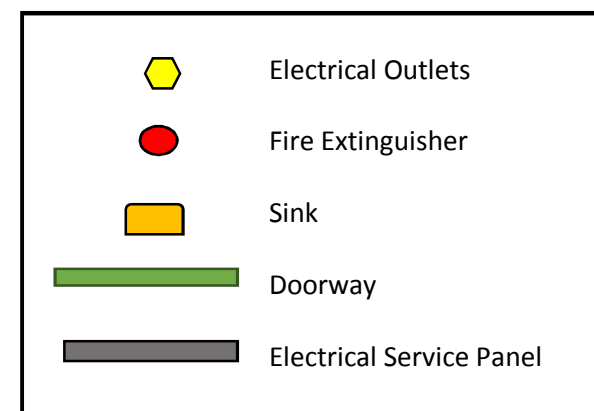 Electrical Outlets
Fire Extinguisher
Sink
Doorway
Electrical Service Panel